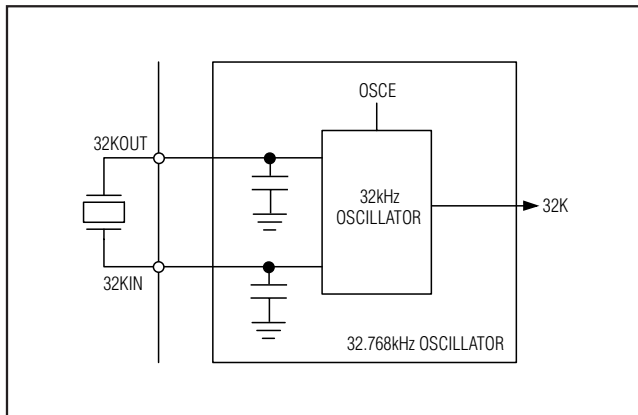 OSCE
32KOUT
32kHz
OSCILLATOR
32K
32KIN
32.768kHz OSCILLATOR